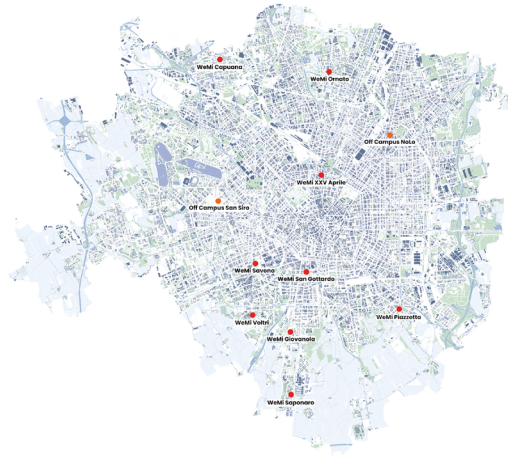 WeMi Capuana
WeMi Ornato
Off Campus NoLo
WeMi XXV Aprile
Off Campus San Siro
WeMi Savona
WeMi San Gottardo
WeMi Voltri
WeMi Piazzetta
WeMi Giovanola
WeMi Saponaro